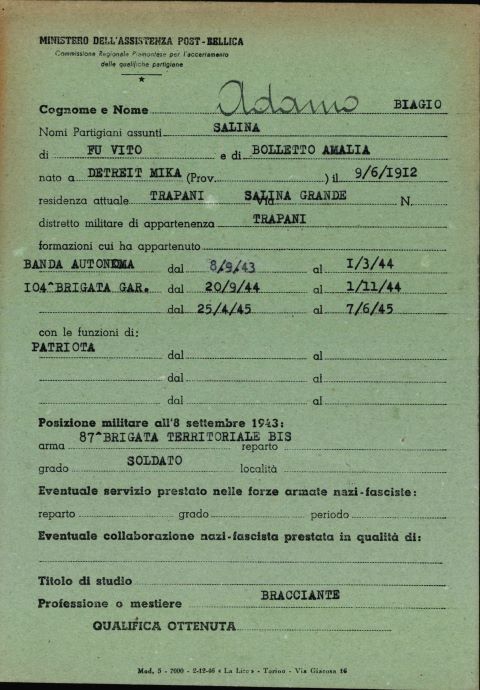 MINISTERO DELL'ASSISTENZA POST-BELLICA
Commissione Regionale Piemontese per l'accertamento
delle qualifiche partigiane
Cognome e Nome Adamo BIAGIO
Nomi Partigiani assunti SALINA
di FU VITO e di BOLLETTO AMALIA
nato a DETREIT MIKA (Prov. ) il 9/6/1912
residenza attuale TRAPANI Via SALINA GRANDE N.
distretto militare di appartenenza TRAPANI
formazioni cui ha appartenuto
BANDA AUTONOMA dal 8/9/43 al I/3/44
I04^BRIGATA GAR. dal 20/9/44 al 1/11/44
dal 25/4/45 al 7/6/45
con le funzioni di:
PATRIOTA dal al
dal al
dal al
Posizione militare all'8 settembre 1943:
arma 87^BRIGATA TERRITORIALE BIS reparto
grado SOLDATO località
Eventuale servizio prestato nelle forze armate nazi-fasciste:
reparto grado periodo
Eventuale collaborazione nazi-fascista prestata in qualità di:
Titolo di studio
Professione o mestiere BRACCIANTE
QUALIFICA OTTENUTA
Mod. 5 - 7000 - 2-12-46 « La Lito » - Torino - Via Giacosa 16